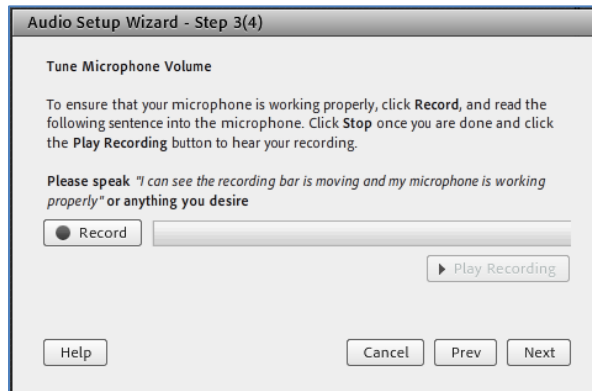 Audio Setup Wizard - Step 3(4)
Tune Microphone Volume
To ensure that your microphone is working properly, click Record, and read the
following sentence into the microphone. Click Stop once you are done and click
the Play Recording button to hear your recording.
Please speak "I can see the recording bar is moving and my microphone is working
properly" or anything you desire
Record
Play Recording
Help Cancel Prev Next